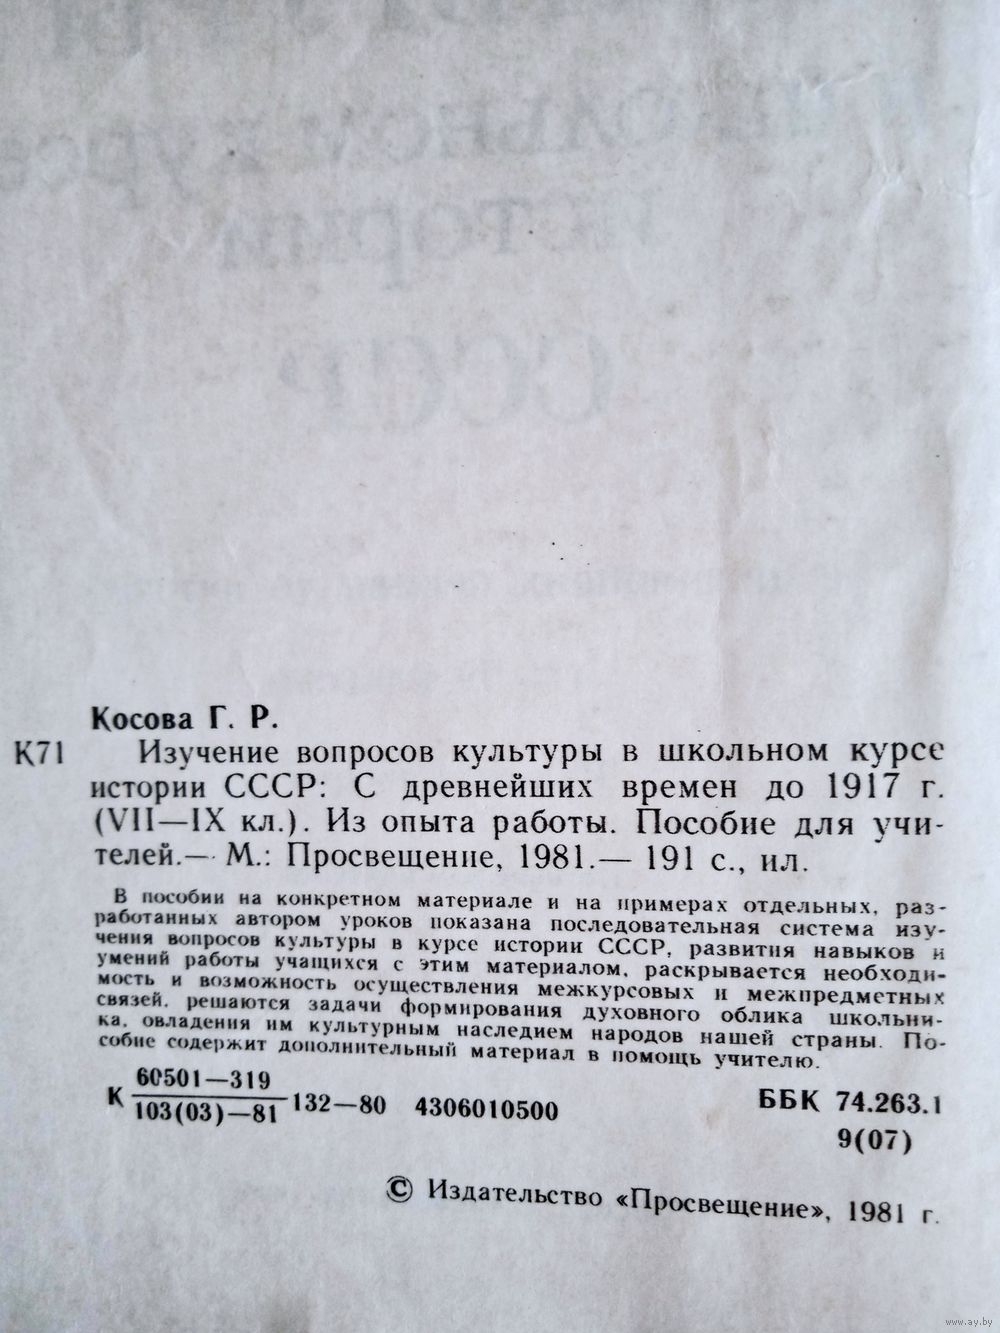 Косова Г. Р.
К71 Изучение вопросов культуры в школьном курсе
истории СССР: С древнейших времен до 1917 г.
(VII—IX кл.). Из опыта работы. Пособие для учи-
телей.— М.: Просвещение, 1981.— 191 с., ил.
В пособии на конкретном материале и на примерах отдельных, раз-
работанных автором уроков показана последовательная система изу-
чения вопросов культуры в курсе истории СССР, развития навыков и
умений работы учащихся с этим материалом, раскрывается необходи-
мость и возможность осуществления межкурсовых и межпредметных
связей, решаются задачи формирования духовного облика школьни-
ка, овладения им культурным наследием народов нашей страны. По-
собие содержит дополнительный материал в помощь учителю.
К 60501—319
103(03)—81 132—80 4306010500 ББК 74.263.1
9(07)
© Издательство «Просвещение», 1981 г.
www.ay.by